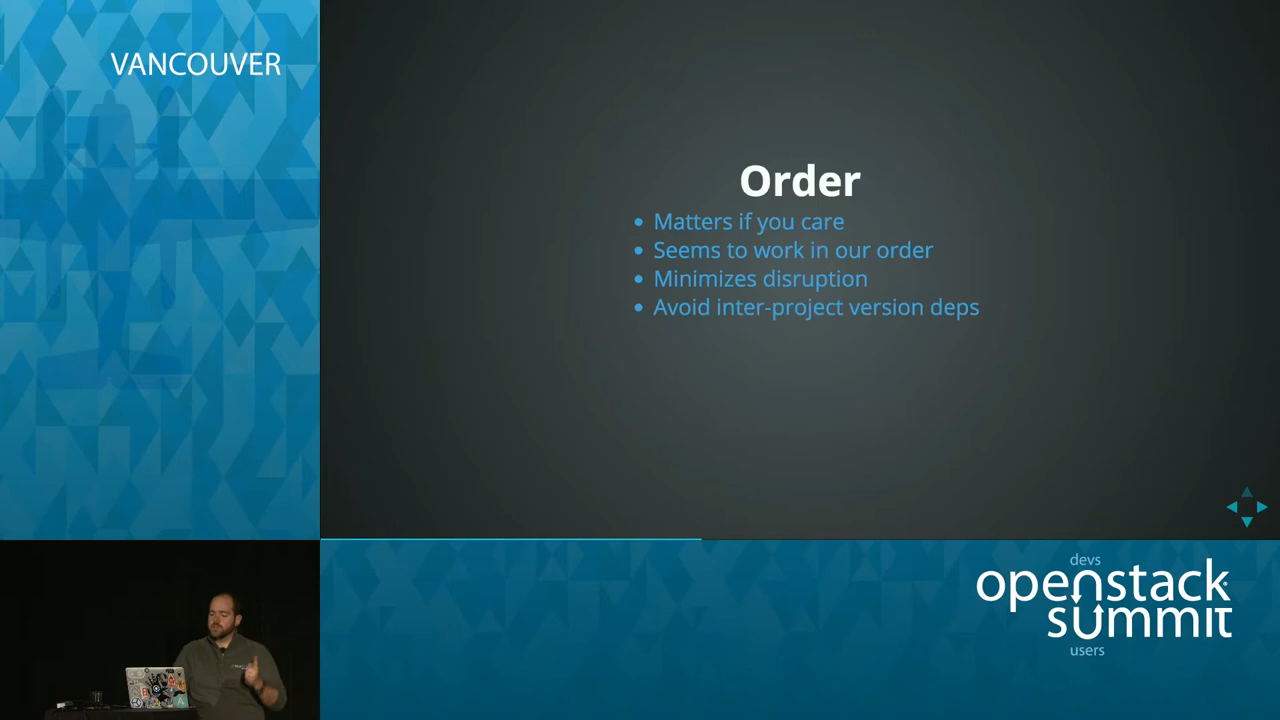 VANCOUVER
Order
Matters if you care
Seems to work in our order
Minimizes disruption
Avoid inter-project version deps
devs
openstack
summit
users